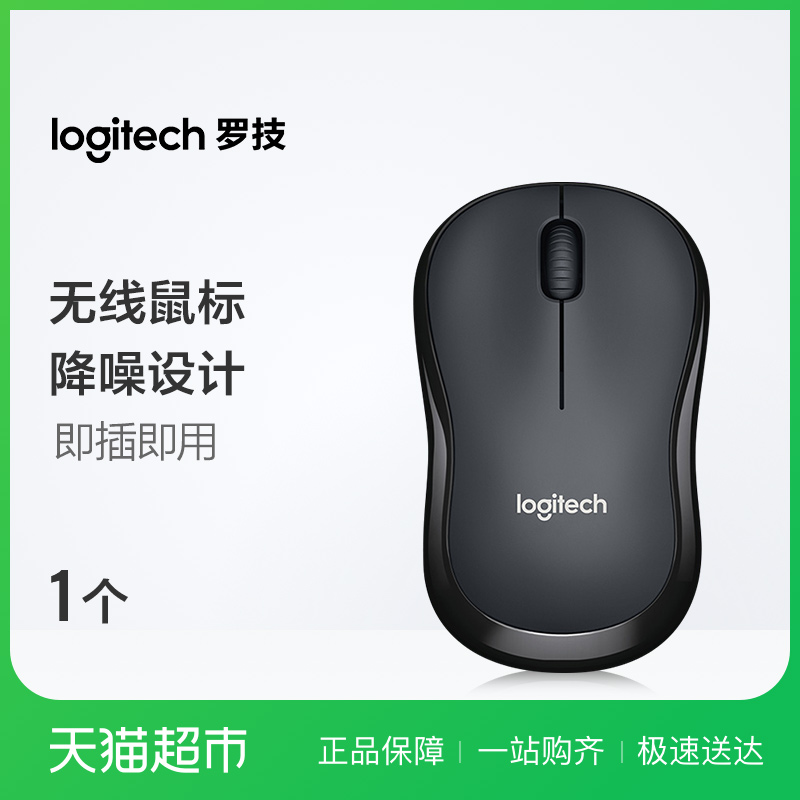 logitech 罗技
无线鼠标
降噪设计
即插即用
1个
logitech
天猫超市
正品保障 | 一站购齐 | 极速送达